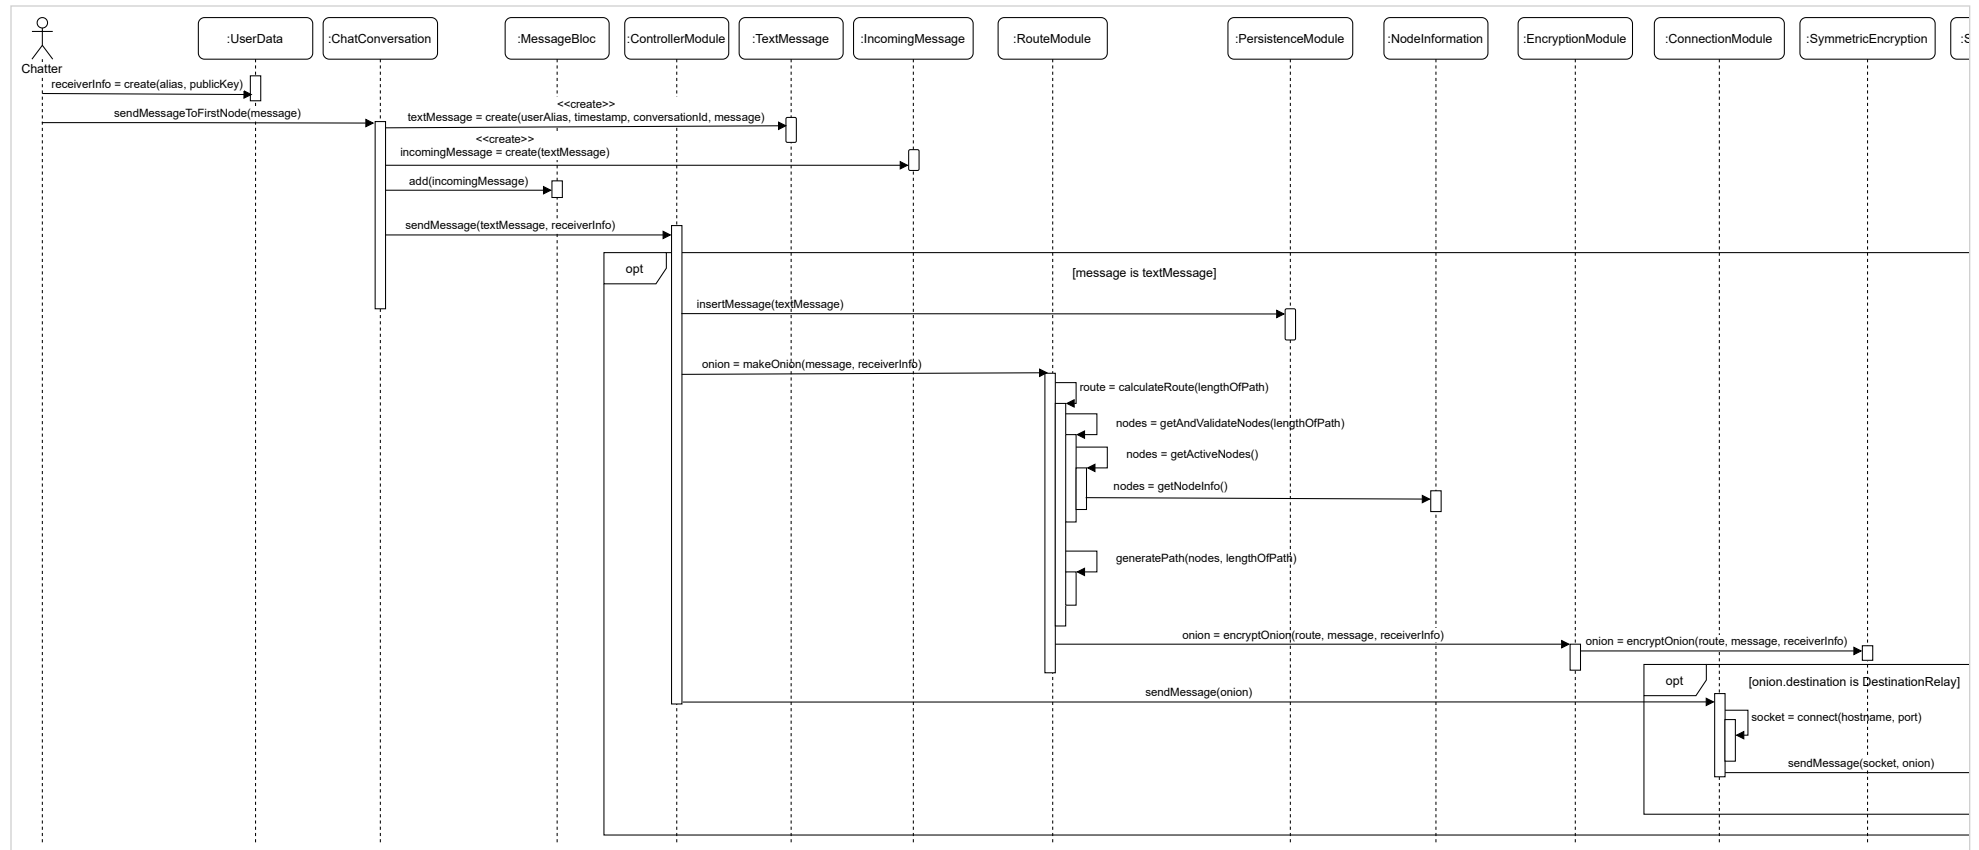 :UserData
:ChatConversation
:MessageBloc
:ControllerModule
:TextMessage
:IncomingMessage
:RouteModule
:PersistenceModule
:NodeInformation
:EncryptionModule
:ConnectionModule
:SymmetricEncryption
Chatter
receiverInfo = create(alias, publicKey)
sendMessageToFirstNode(message)
<<create>>
textMessage = create(userAlias, timestamp, conversationId, message)
<<create>>
incomingMessage = create(textMessage)
add(incomingMessage)
sendMessage(textMessage, receiverInfo)
opt
[message is textMessage]
insertMessage(textMessage)
onion = makeOnion(message, receiverInfo)
route = calculateRoute(lengthOfPath)
nodes = getAndValidateNodes(lengthOfPath)
nodes = getActiveNodes()
nodes = getNodeInfo()
generatePath(nodes, lengthOfPath)
onion = encryptOnion(route, message, receiverInfo)
onion = encryptOnion(route, message, receiverInfo)
opt
[onion.destination is DestinationRelay]
sendMessage(onion)
socket = connect(hostname, port)
sendMessage(socket, onion)